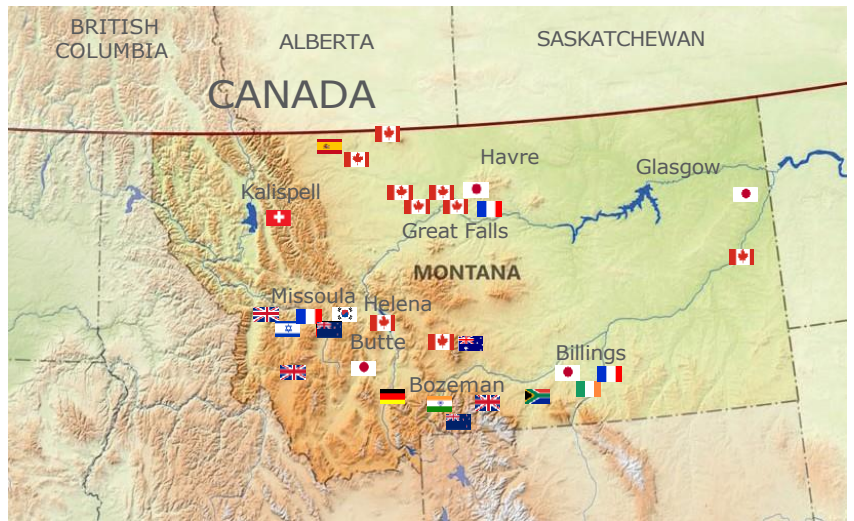 BRITISH
COLUMBIA
ALBERTA
SASKATCHEWAN
CANADA
Havre
Glasgow
Kalispell
Great Falls
MONTANA
Missoula
Helena
Butte
Billings
Bozeman